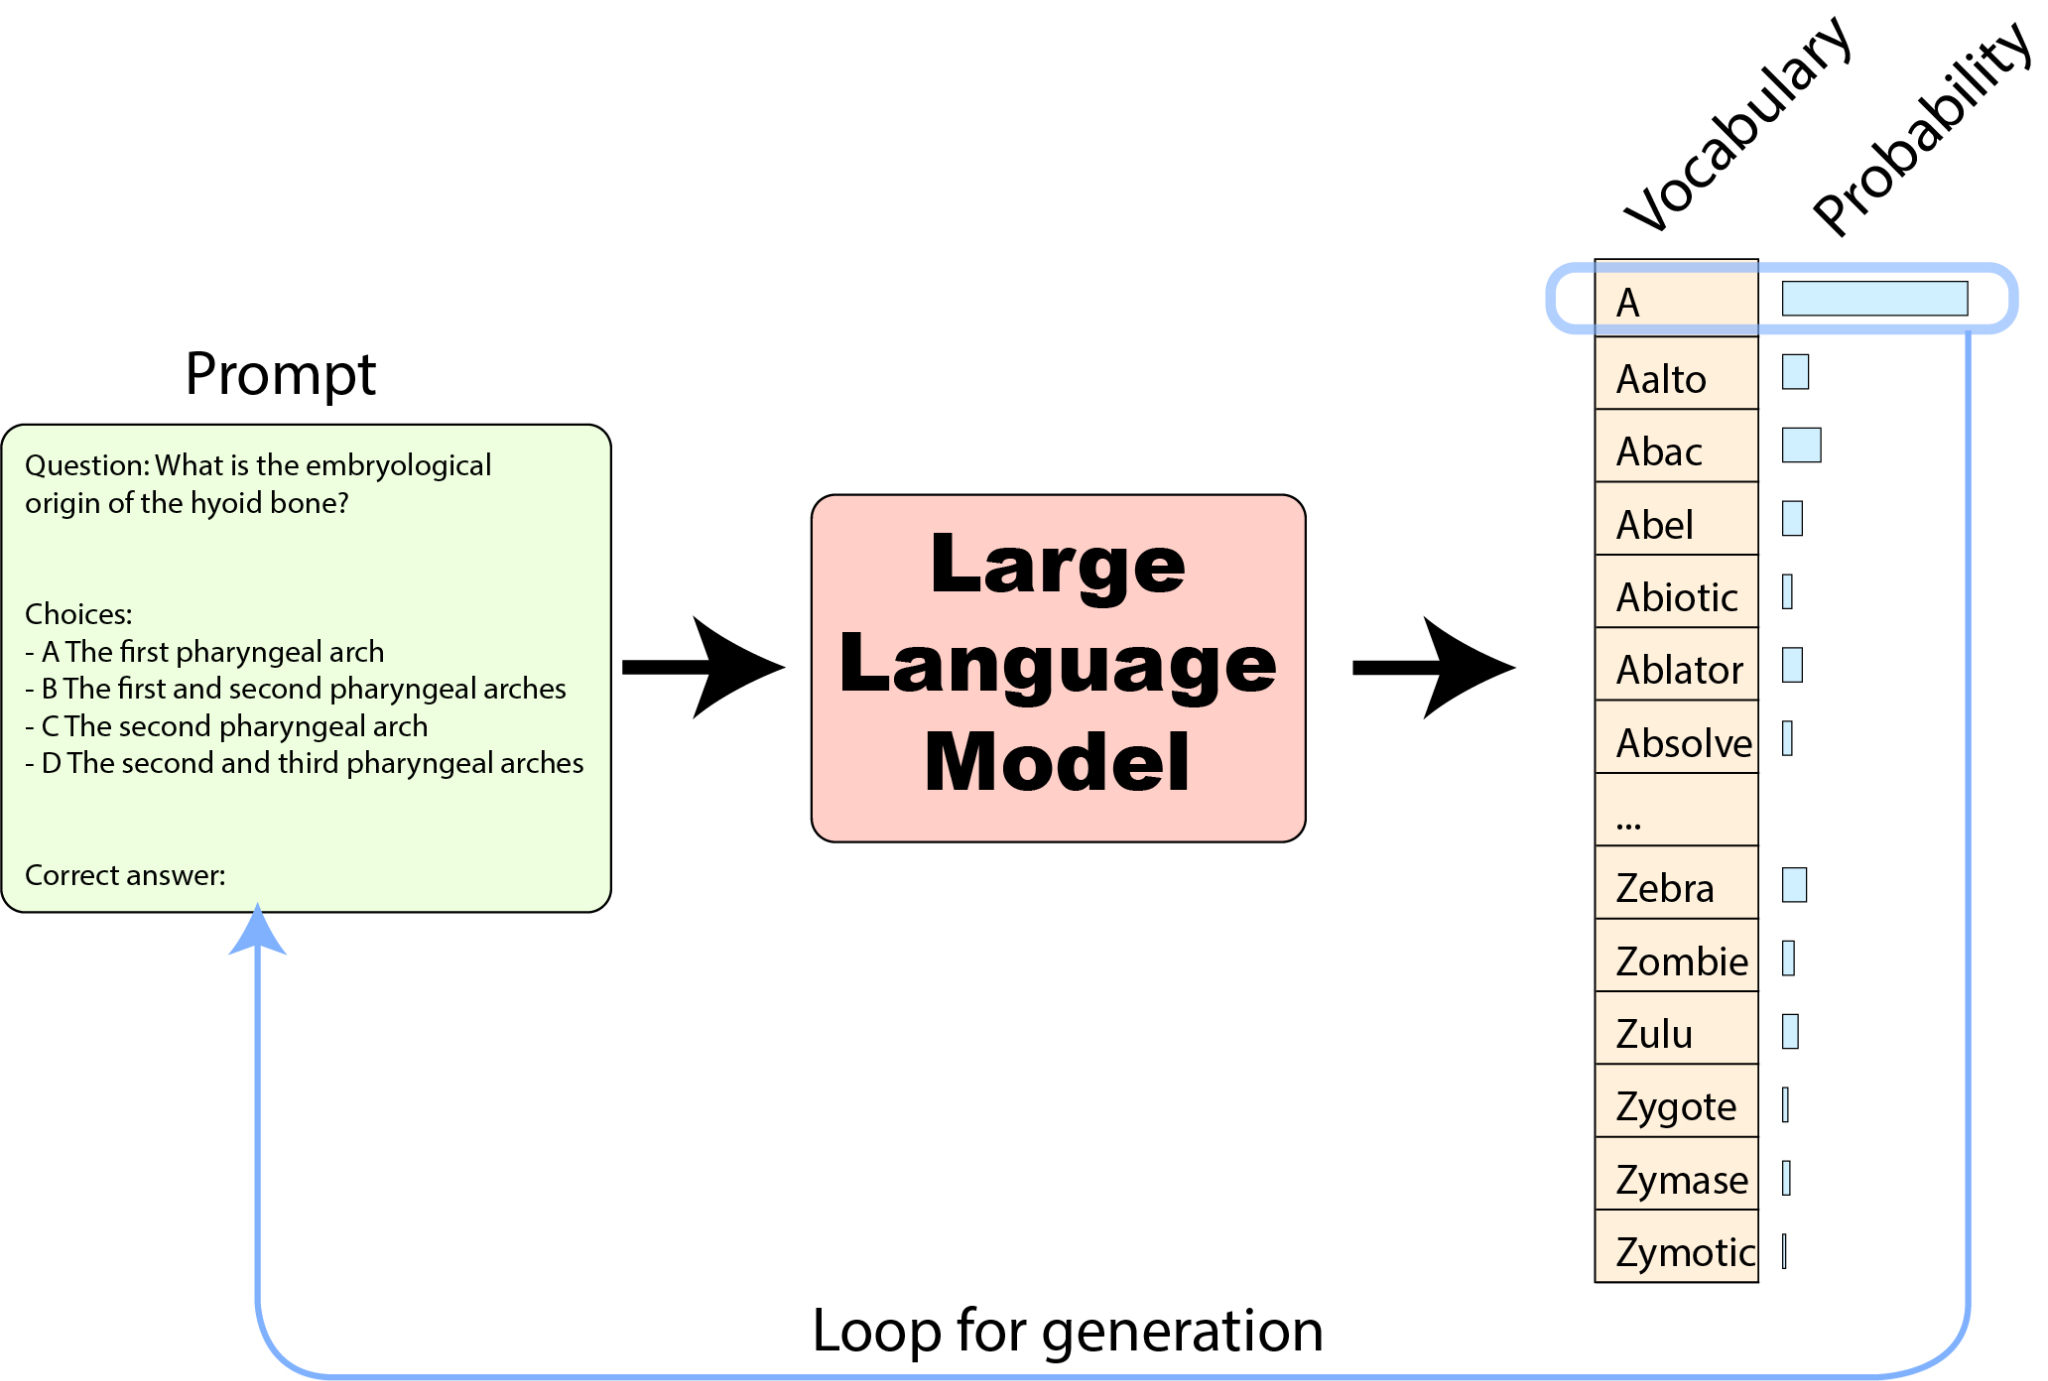 Prompt
Question: What is the embryological
origin of the hyoid bone?
Choices:
- A The first pharyngeal arch
- B The first and second pharyngeal arches
- C The second pharyngeal arch
- D The second and third pharyngeal arches
Correct answer:
Large
Language
Model
Vocabulary
Probability
A
Aalto
Abac
Abel
Abiotic
Ablator
Absolve
...
Zebra
Zombie
Zulu
Zygote
Zymase
Zymotic
Loop for generation